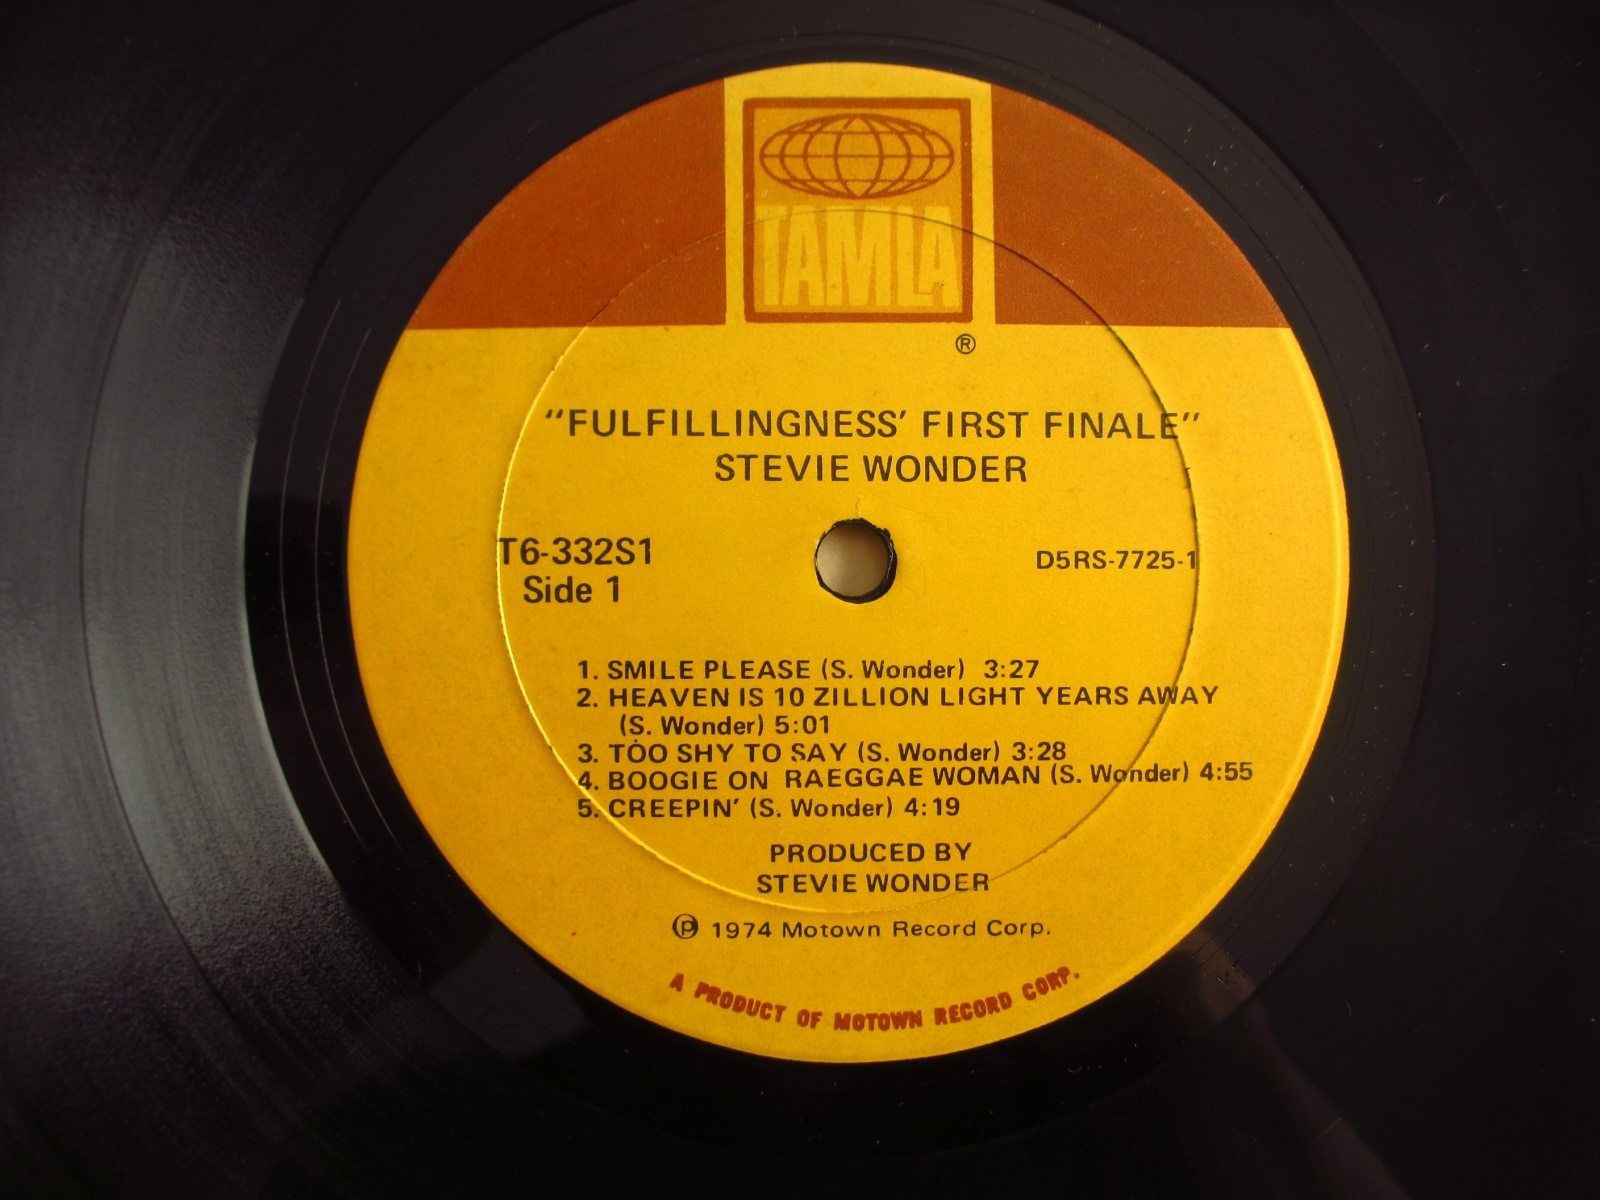 TAMLA
®
"FULFILLINGNESS' FIRST FINALE"
STEVIE WONDER
T6-332S1
Side 1
D5RS-7725-1
1. SMILE PLEASE (S. Wonder) 3:27
2. HEAVEN IS 10 ZILLION LIGHT YEARS AWAY
(S. Wonder) 5:01
3. TOO SHY TO SAY (S. Wonder) 3:28
4. BOOGIE ON RAEGGAE WOMAN (S. Wonder) 4:55
5. CREEPIN' (S. Wonder) 4:19
PRODUCED BY
STEVIE WONDER
℗ 1974 Motown Record Corp.
A PRODUCT OF MOTOWN RECORD CORP.